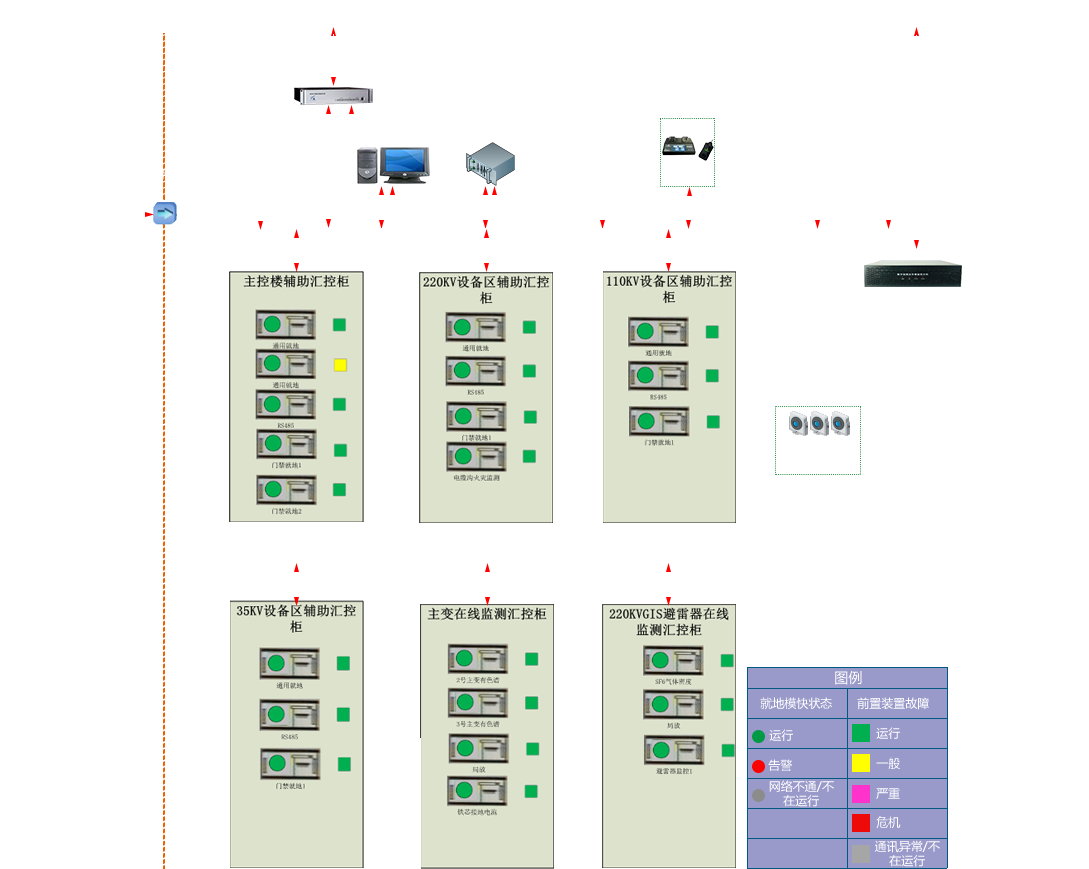 主控楼辅助汇控柜
通用就地
通用就地
RS485
门禁就地1
门禁就地2
220KV设备区辅助汇控
柜
通用就地
RS485
门禁就地1
电缆沟火灾监测
110KV设备区辅助汇控
柜
通用就地
RS485
门禁就地1
35KV设备区辅助汇控
柜
通用就地
RS485
门禁就地1
主变在线监测汇控柜
2号主变有色谱
3号主变有色谱
局放
铁芯接地电流
220KVGIS避雷器在线
监测汇控柜
SF6气体密度
局放
避雷器监控1
图例
就地模快状态
前置装置故障
运行
运行
告警
一般
网络不通/不
在运行
严重
危机
通讯异常/不
在运行